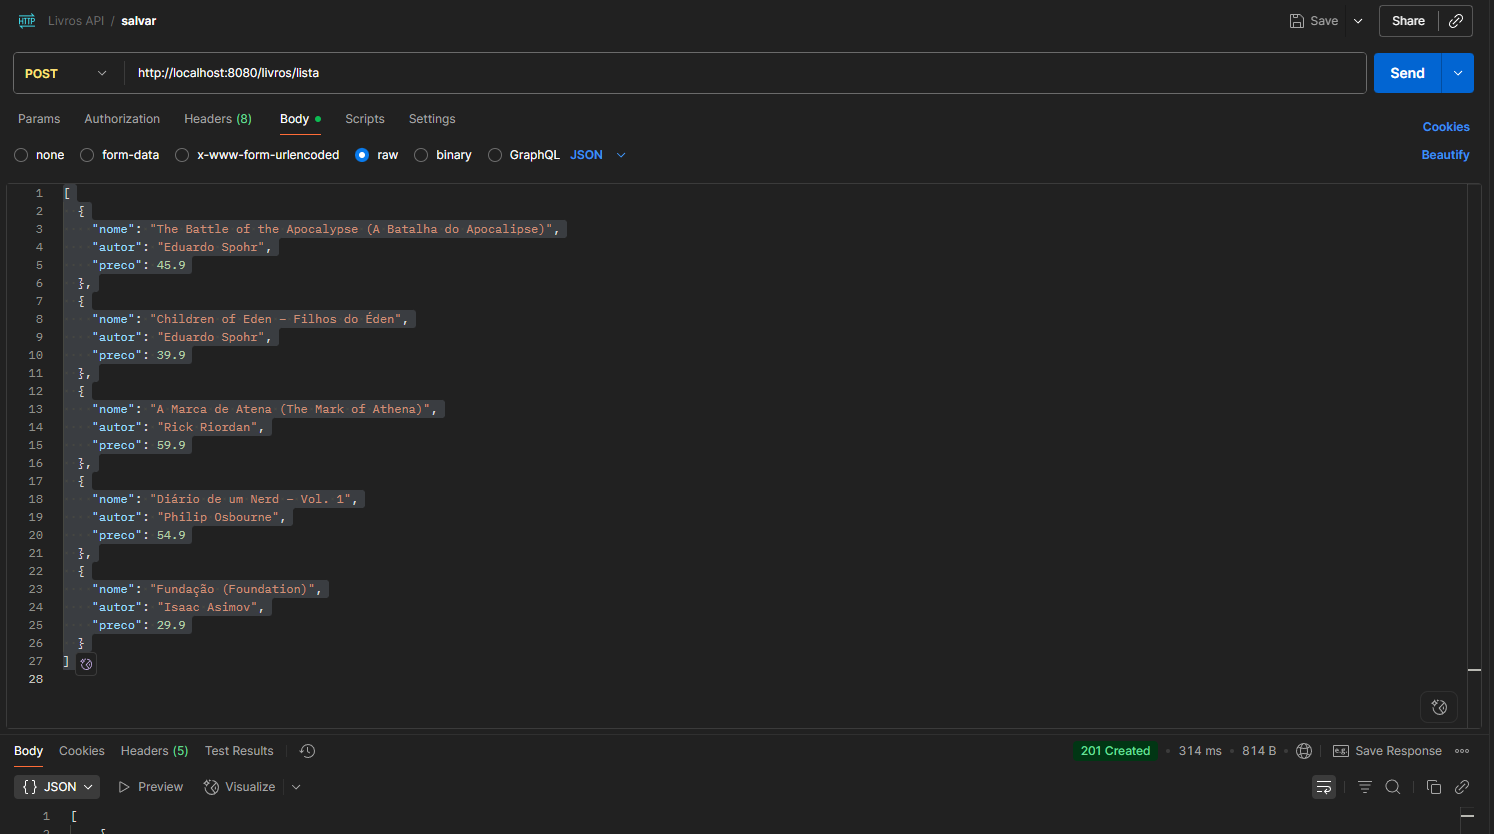 HTTP Livros API / salvar Save Share
POST http://localhost:8080/livros/lista Send
Params Authorization Headers (8) Body Scripts Settings Cookies
none form-data x-www-form-urlencoded raw binary GraphQL JSON Beautify
1 [
2 {
3 "nome": "The Battle of the Apocalypse (A Batalha do Apocalipse)",
4 "autor": "Eduardo Spohr",
5 "preco": 45.9
6 },
7 {
8 "nome": "Children of Eden – Filhos do Éden",
9 "autor": "Eduardo Spohr",
10 "preco": 39.9
11 },
12 {
13 "nome": "A Marca de Atena (The Mark of Athena)",
14 "autor": "Rick Riordan",
15 "preco": 59.9
16 },
17 {
18 "nome": "Diário de um Nerd – Vol. 1",
19 "autor": "Philip Osbourne",
20 "preco": 54.9
21 },
22 {
23 "nome": "Fundação (Foundation)",
24 "autor": "Isaac Asimov",
25 "preco": 29.9
26 }
27 ]
28
Body Cookies Headers (5) Test Results 201 Created 314 ms 814 B e.g. Save Response
{} JSON Preview Visualize
1 [
2 {